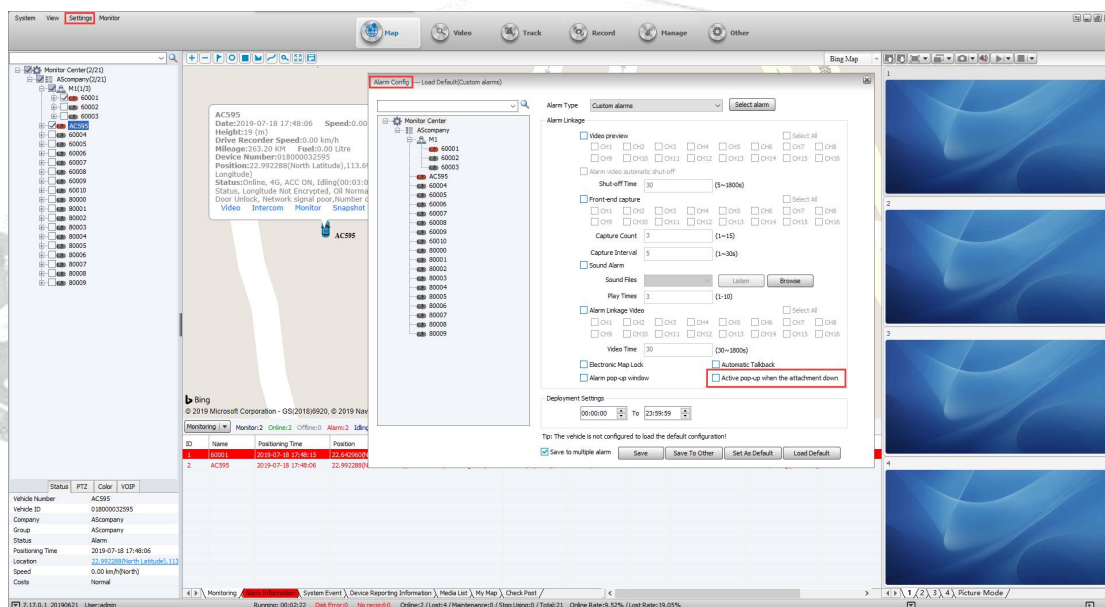 System View Settings Monitor
Map Video Track Record Manage Other
Bing Map
Monitor Center(2/21)
AScompany(2/21)
M1(1/3)
60001
60002
60003
AC595
60004
60005
60006
60007
60008
60009
60010
80000
80001
80002
80003
80004
80005
80006
80007
80008
80009
AC595
Date:2019-07-18 17:48:06 Speed:0.00
Height:19 (m)
Drive Recorder Speed:0.00 km/h
Mileage:263.20 KM Fuel:0.00 Litre
Device Number:018000032595
Position:22.992288(North Latitude),113.6
Longitude)
Status:Online, 4G, ACC ON, Idling(00:03:0
Status, Longitude Not Encrypted, Oil Norma
Door Unlock, Network signal poor,Number o
Video Intercom Monitor Snapshot
AC595
Bing
© 2019 Microsoft Corporation - GS(2018)6920, © 2019 Nav
Alarm Config --- Load Default(Custom alarms)
Monitor Center
AScompany
M1
60001
60002
60003
AC595
60004
60005
60006
60007
60008
60009
60010
80000
80001
80002
80003
80004
80005
80006
80007
80008
80009
Alarm Type Custom alarms Select alarm
Alarm Linkage
Video preview Select All
CH1 CH2 CH3 CH4 CH5 CH6 CH7 CH8
CH9 CH10 CH11 CH12 CH13 CH14 CH15 CH16
Alarm video automatic shut-off
Shut-off Time 30 (5~1800s)
Front-end capture Select All
CH1 CH2 CH3 CH4 CH5 CH6 CH7 CH8
CH9 CH10 CH11 CH12 CH13 CH14 CH15 CH16
Capture Count 3 (1~15)
Capture Interval 5 (1~30s)
Sound Alarm
Sound Files Listen Browse
Play Times 3 (1-10)
Alarm Linkage Video Select All
CH1 CH2 CH3 CH4 CH5 CH6 CH7 CH8
CH9 CH10 CH11 CH12 CH13 CH14 CH15 CH16
Video Time 30 (30~1800s)
Electronic Map Lock Automatic Talkback
Alarm pop-up window Active pop-up when the attachment down
Deployment Settings
00:00:00 To 23:59:59
Tip: The vehicle is not configured to load the default configuration!
Save to multiple alarm Save Save To Other Set As Default Load Default
1
2
3
4
Monitoring Monitor:2 Online:2 Offline:0 Alarm:2 Idling
ID Name Positioning Time Position
1 60001 2019-07-18 17:48:15 22.642960(N
2 AC595 2019-07-18 17:48:06 22.992288(N
Status PTZ Color VOIP
Vehicle Number AC595
Vehicle ID 018000032595
Company AScompany
Group AScompany
Status Alarm
Positioning Time 2019-07-18 17:48:06
Location 22.992288(North Latitude),113
Speed 0.00 km/h(North)
Costs Normal
Monitoring Alarm Information System Event Device Reporting Information Media List My Map Check Post
1 2 3 4 Picture Mode
7.17.0.1_20190621 User:admin Running: 00:02:22 Disk Error:0 No record:0 Online:2 /Lost:4 /Maintenance:0 /Stop Using:0 /Total:21 Online Rate:9.52% /Lost Rate:19.05%